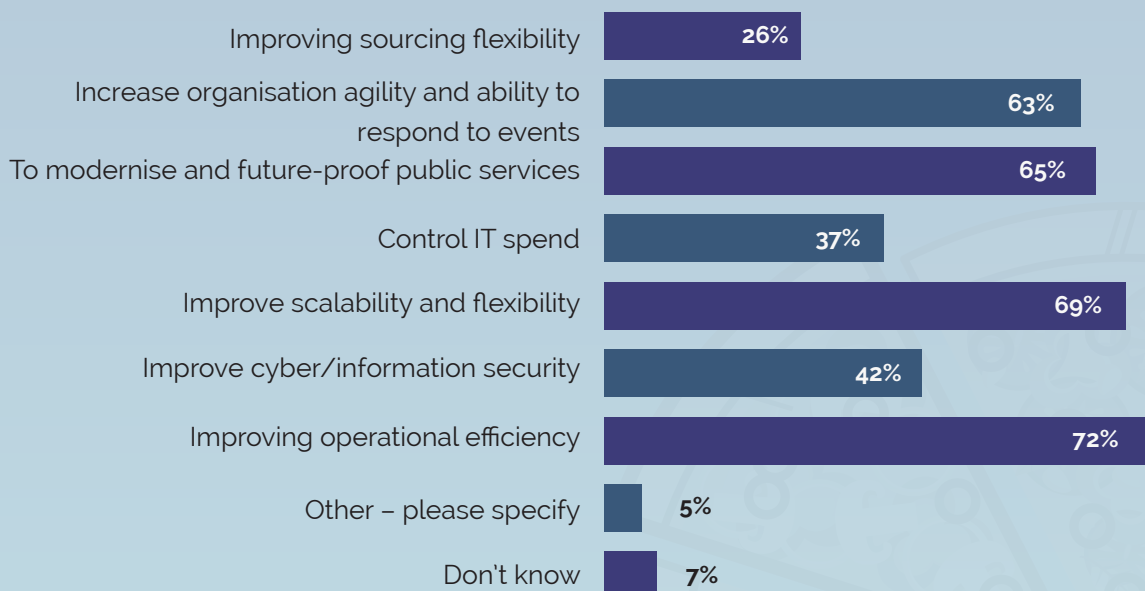 Improving sourcing flexibility 26%
Increase organisation agility and ability to
respond to events 63%
To modernise and future-proof public services 65%
Control IT spend 37%
Improve scalability and flexibility 69%
Improve cyber/information security 42%
Improving operational efficiency 72%
Other – please specify 5%
Don't know 7%